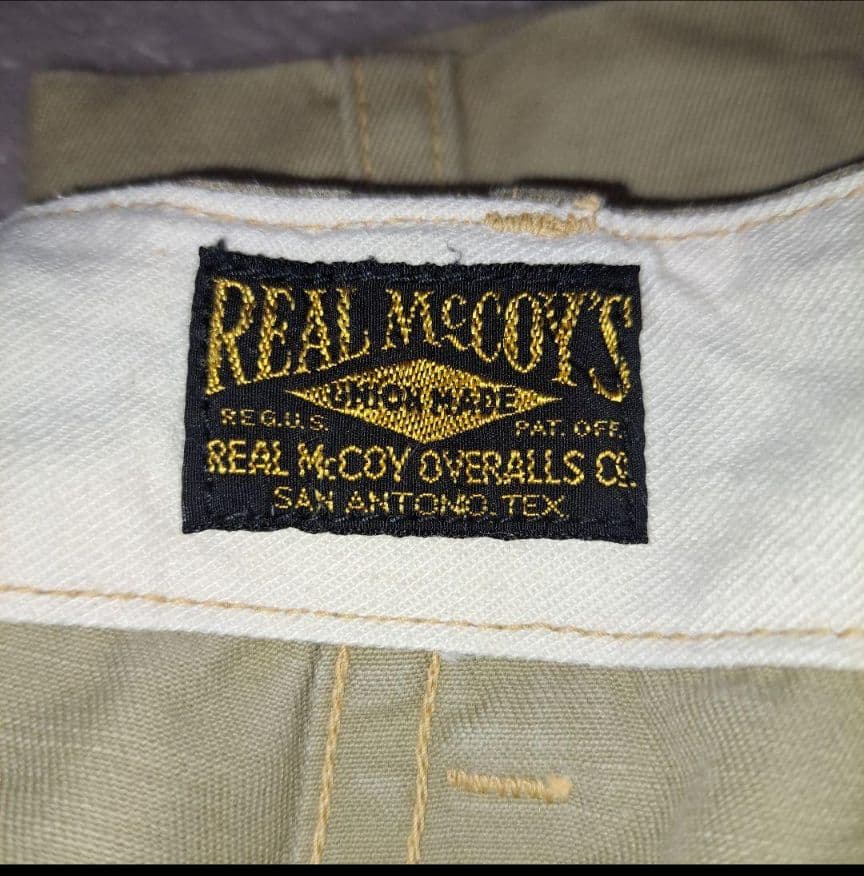 REAL McCOY'S
UNION MADE
REG.U.S. PAT. OFF.
REAL McCOY OVERALLS CO.
SAN ANTONIO. TEX.